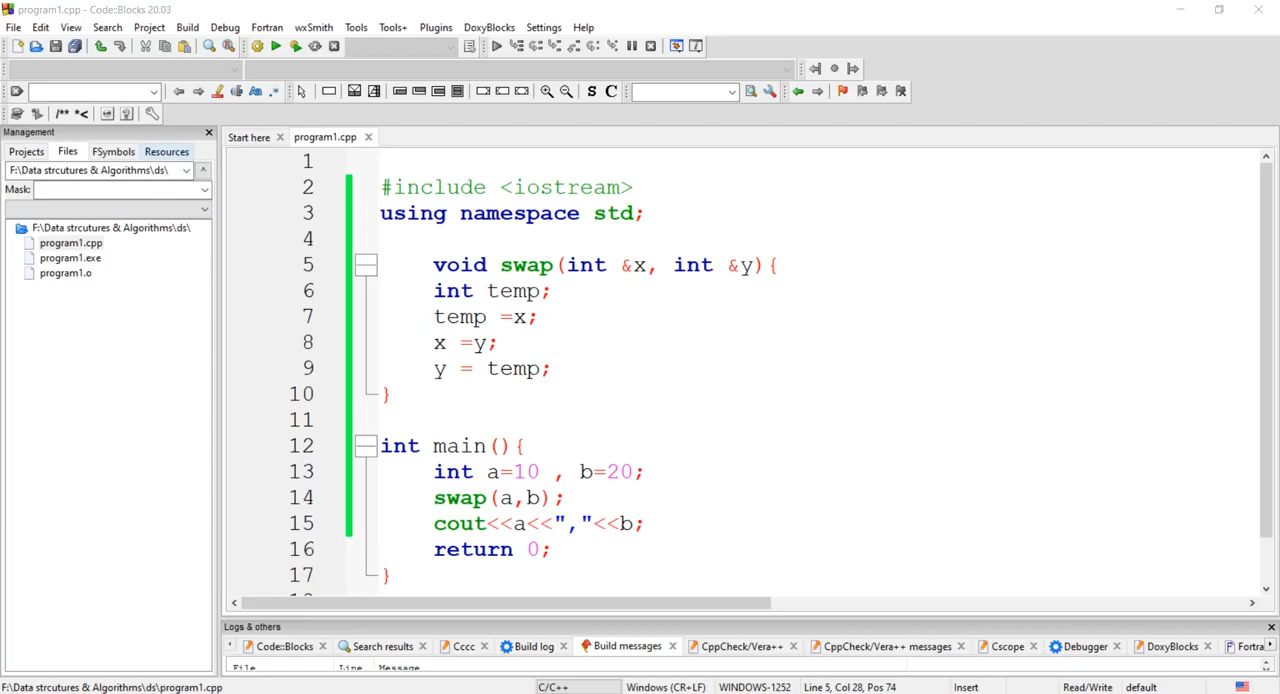 program1.cpp - Code::Blocks 20.03
File Edit View Search Project Build Debug Fortran wxSmith Tools Tools+ Plugins DoxyBlocks Settings Help
S C
/** *<
Management
Projects Files FSymbols Resources
F:\Data strcutures & Algorithms\ds\
Mask:
F:\Data strcutures & Algorithms\ds\
program1.cpp
program1.exe
program1.o
Start here program1.cpp
1
2 #include <iostream>
3 using namespace std;
4
5 void swap(int &x, int &y){
6 int temp;
7 temp =x;
8 x =y;
9 y = temp;
10 }
11
12 int main(){
13 int a=10 , b=20;
14 swap(a,b);
15 cout<<a<<","<<b;
16 return 0;
17 }
Logs & others
Code::Blocks Search results Cccc Build log Build messages CppCheck/Vera++ CppCheck/Vera++ messages Cscope Debugger DoxyBlocks Fortra
File Line Message
F:\Data strcutures & Algorithms\ds\program1.cpp C/C++ Windows (CR+LF) WINDOWS-1252 Line 5, Col 28, Pos 74 Insert Read/Write default